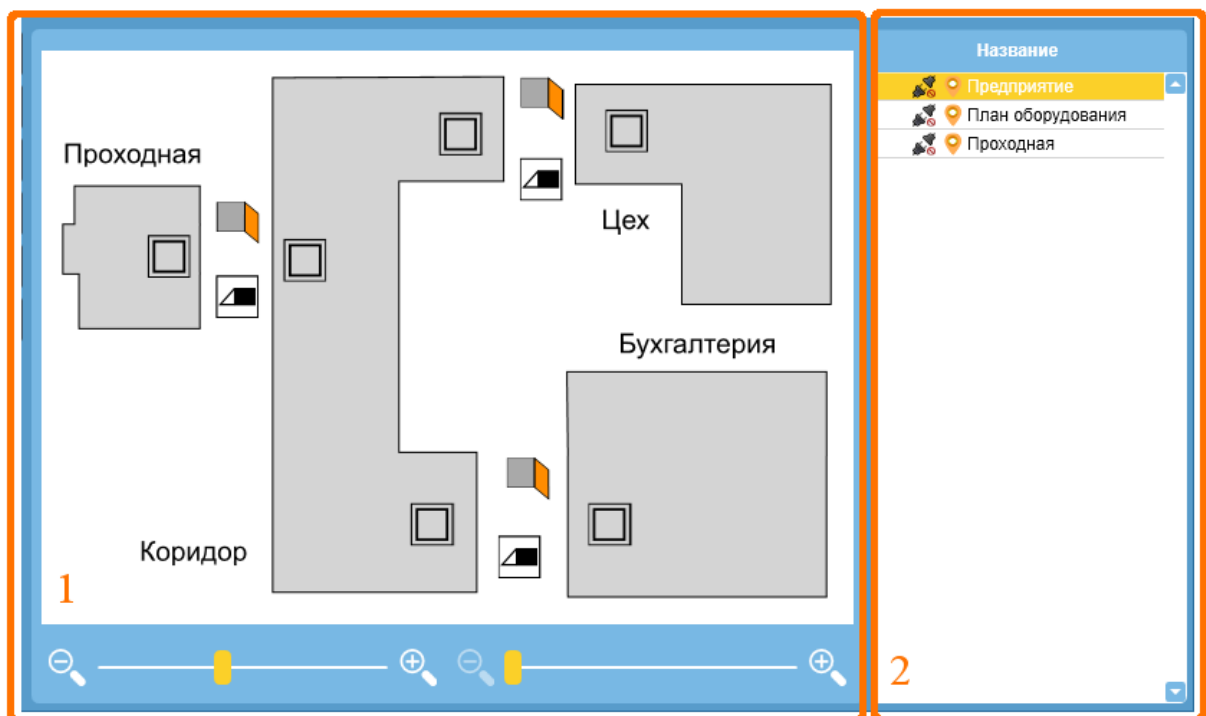 Название
Предприятие
План оборудования
Проходная
Проходная
Цех
Бухгалтерия
Коридор
1
2